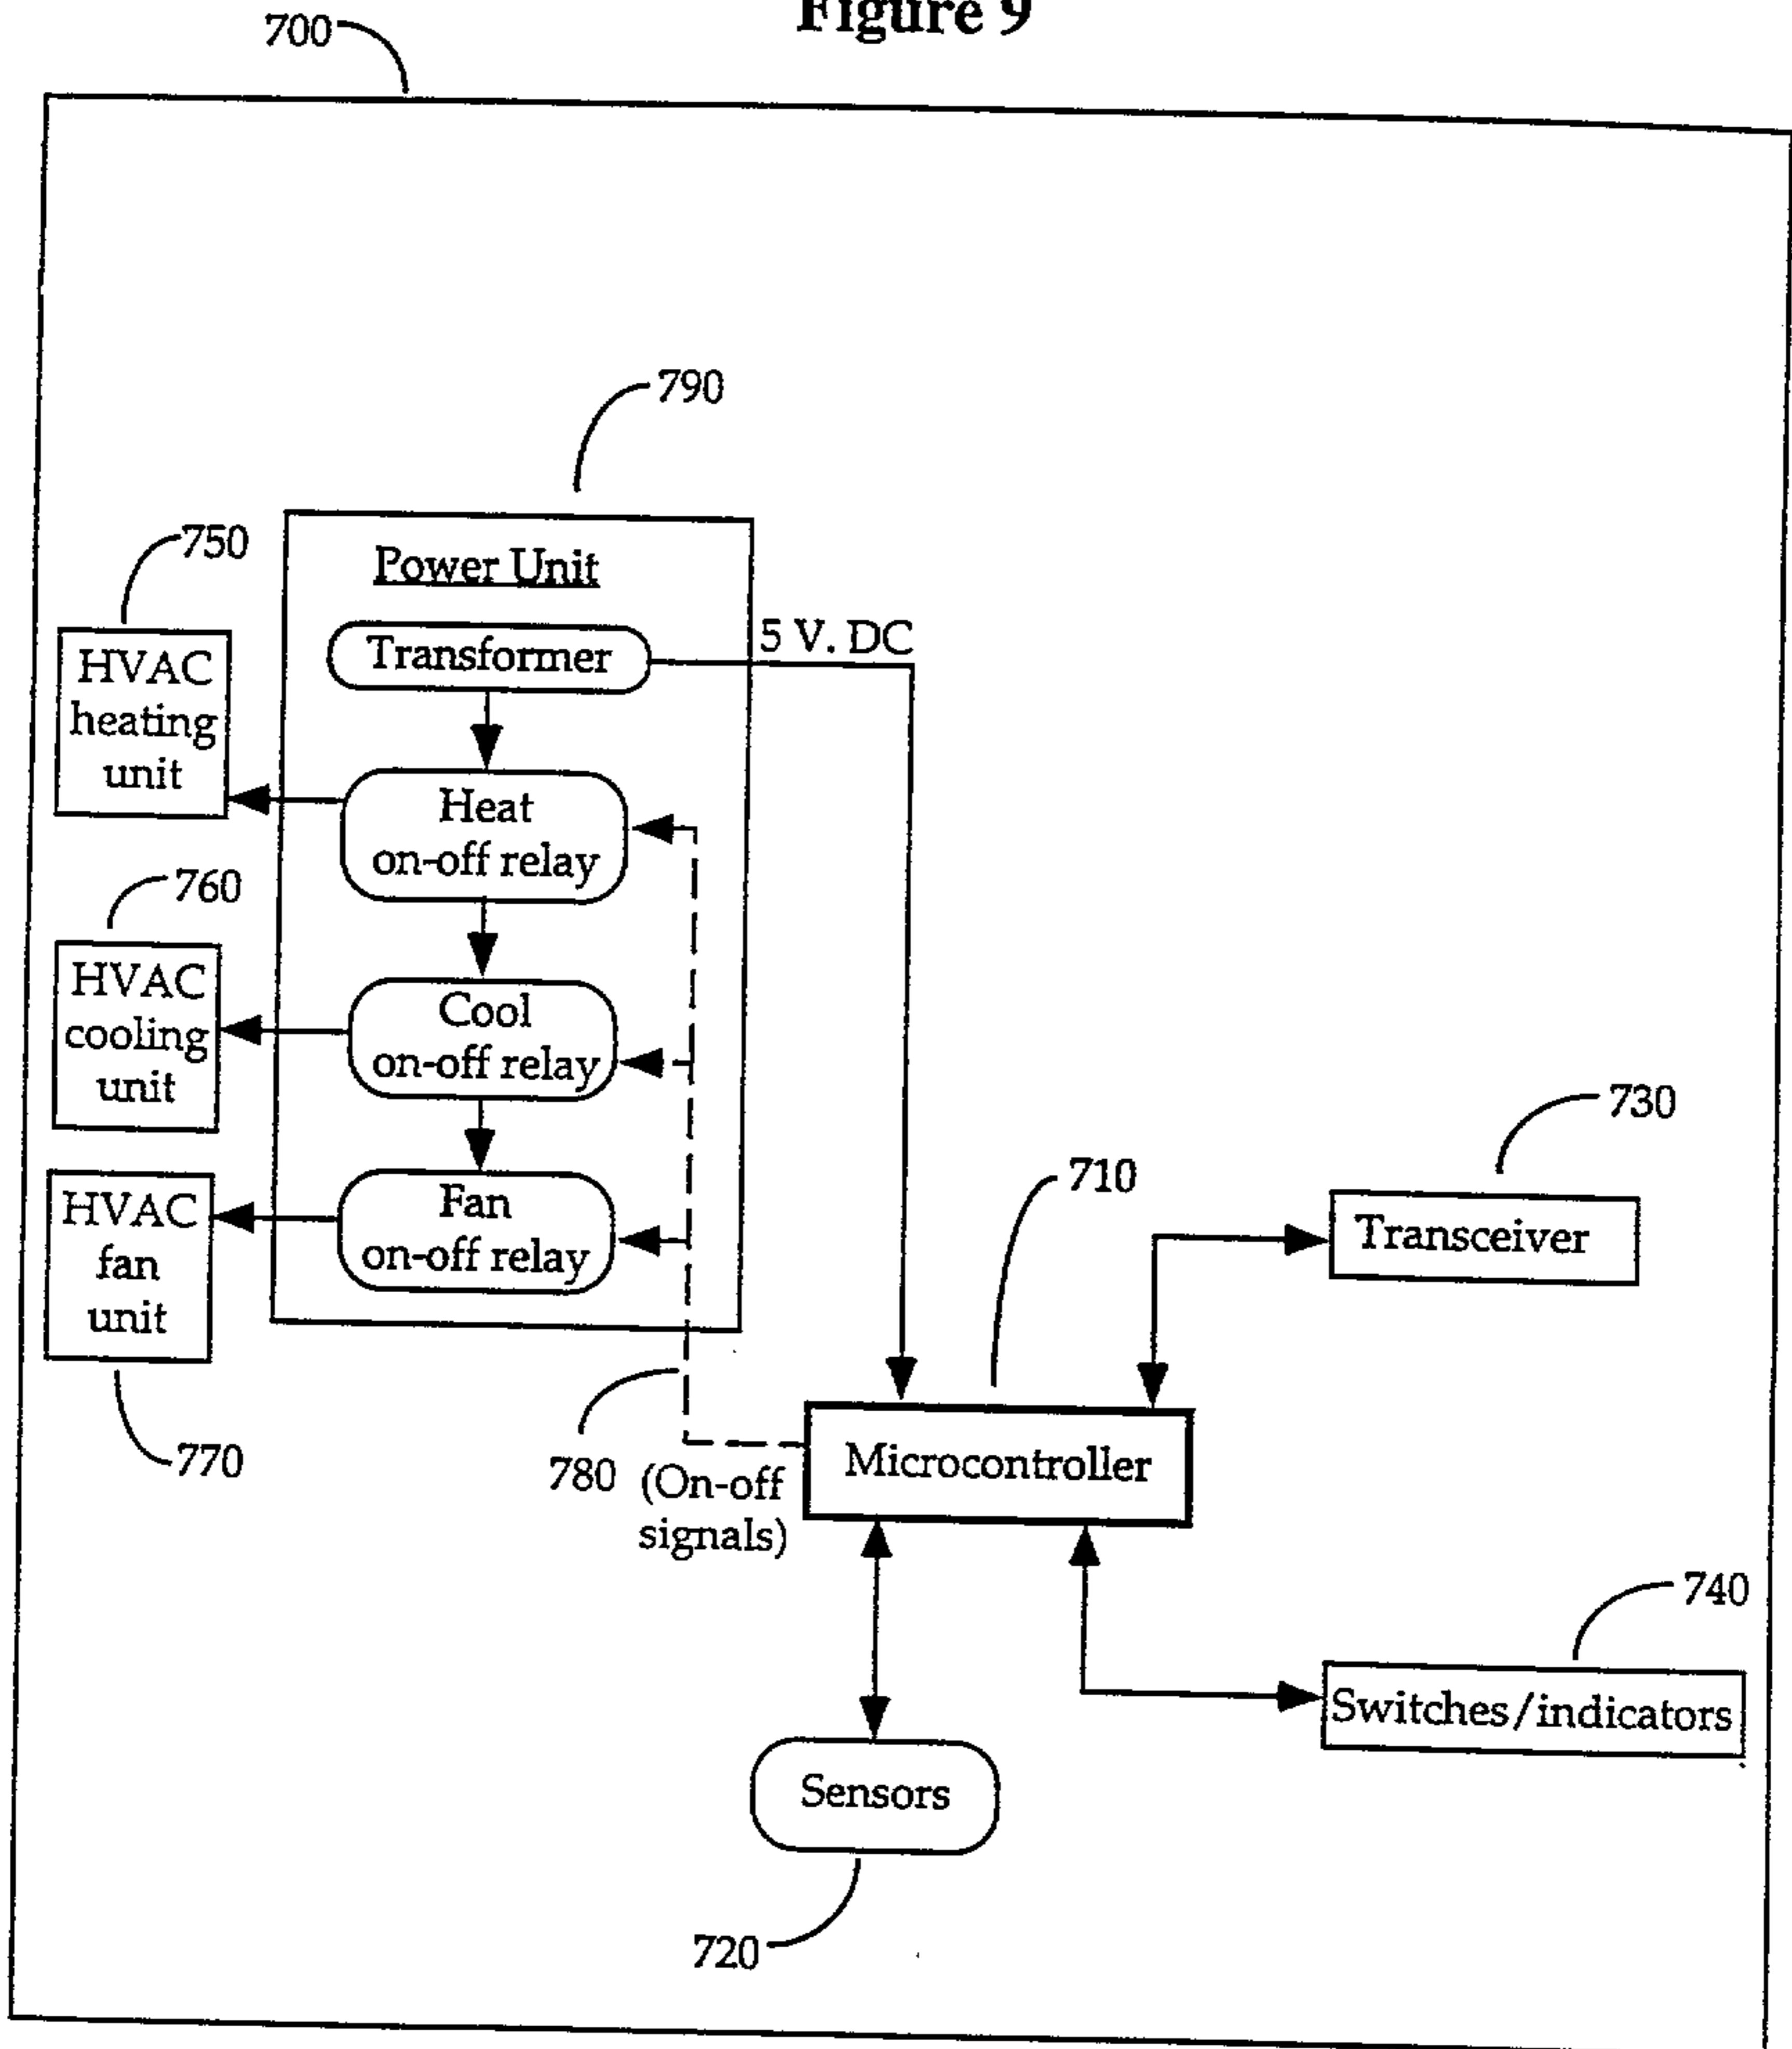 Figure 9
700
790
750
Power Unit
HVAC
heating
unit
Transformer
5 V. DC
Heat
on-off relay
760
HVAC
cooling
unit
Cool
on-off relay
730
710
HVAC
fan
unit
Fan
on-off relay
Transceiver
770
780 (On-off
signals)
Microcontroller
740
Switches/indicators
Sensors
720